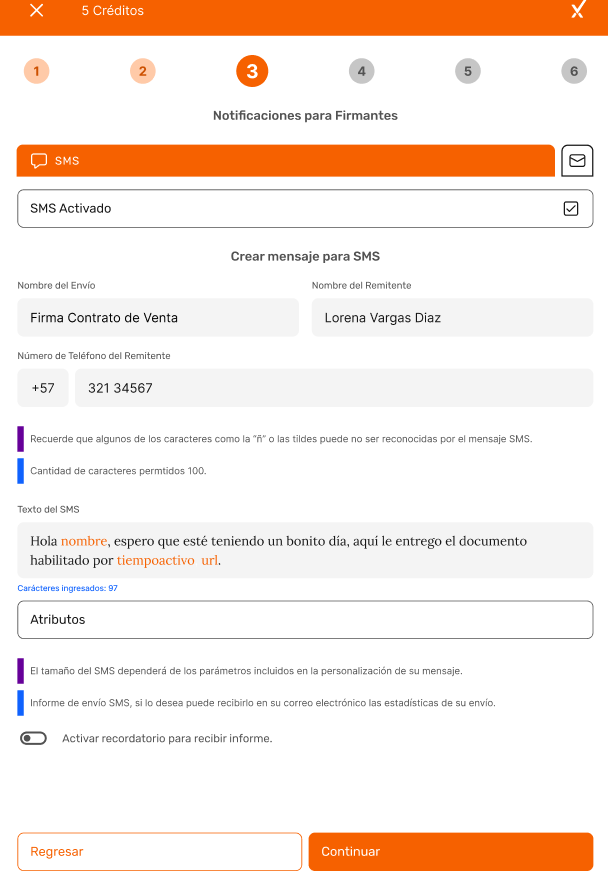 5 Créditos
1 2 3 4 5 6
Notificaciones para Firmantes
SMS
SMS Activado
Crear mensaje para SMS
Nombre del Envío Nombre del Remitente
Firma Contrato de Venta Lorena Vargas Diaz
Número de Teléfono del Remitente
+57 321 34567
Recuerde que algunos de los caracteres como la “ñ” o las tildes puede no ser reconocidas por el mensaje SMS.
Cantidad de caracteres permtidos 100.
Texto del SMS
Hola nombre, espero que esté teniendo un bonito día, aquí le entrego el documento
habilitado por tiempoactivo url.
Carácteres ingresados: 97
Atributos
El tamaño del SMS dependerá de los parámetros incluidos en la personalización de su mensaje.
Informe de envío SMS, si lo desea puede recibirlo en su correo electrónico las estadísticas de su envío.
Activar recordatorio para recibir informe.
Regresar Continuar